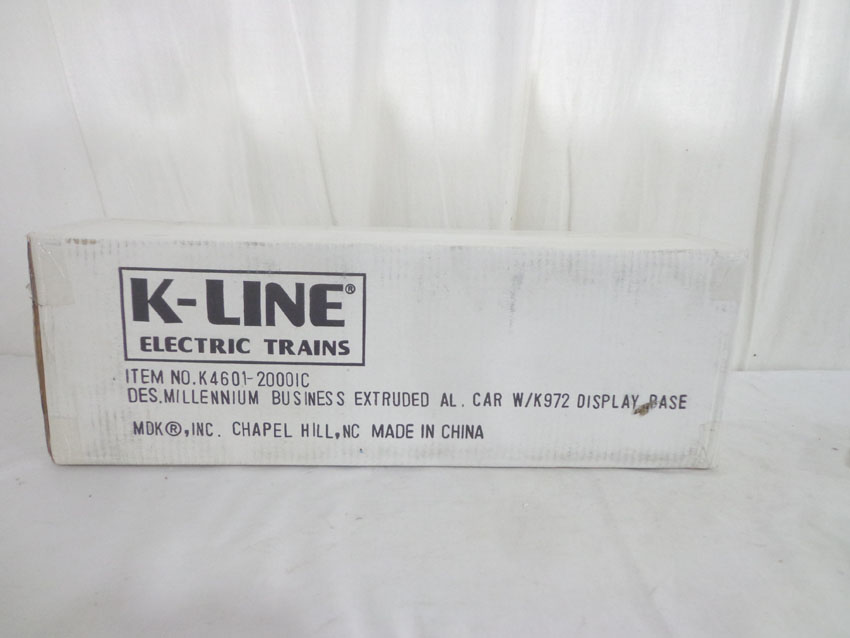 K-LINE®
ELECTRIC TRAINS
ITEM NO.K4601-2000IC
DES.MILLENNIUM BUSINESS EXTRUDED AL. CAR W/K972 DISPLAY BASE
MDK®,INC. CHAPEL HILL,NC MADE IN CHINA